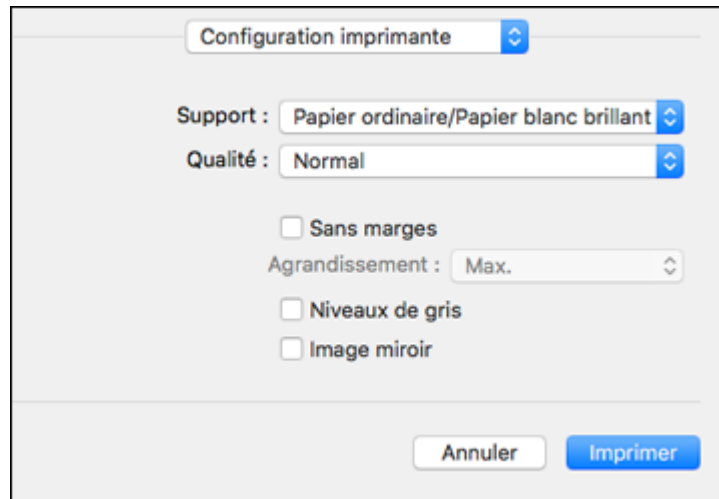 Configuration imprimante
Support : Papier ordinaire/Papier blanc brillant
Qualité : Normal
Sans marges
Agrandissement : Max.
Niveaux de gris
Image miroir
Annuler Imprimer